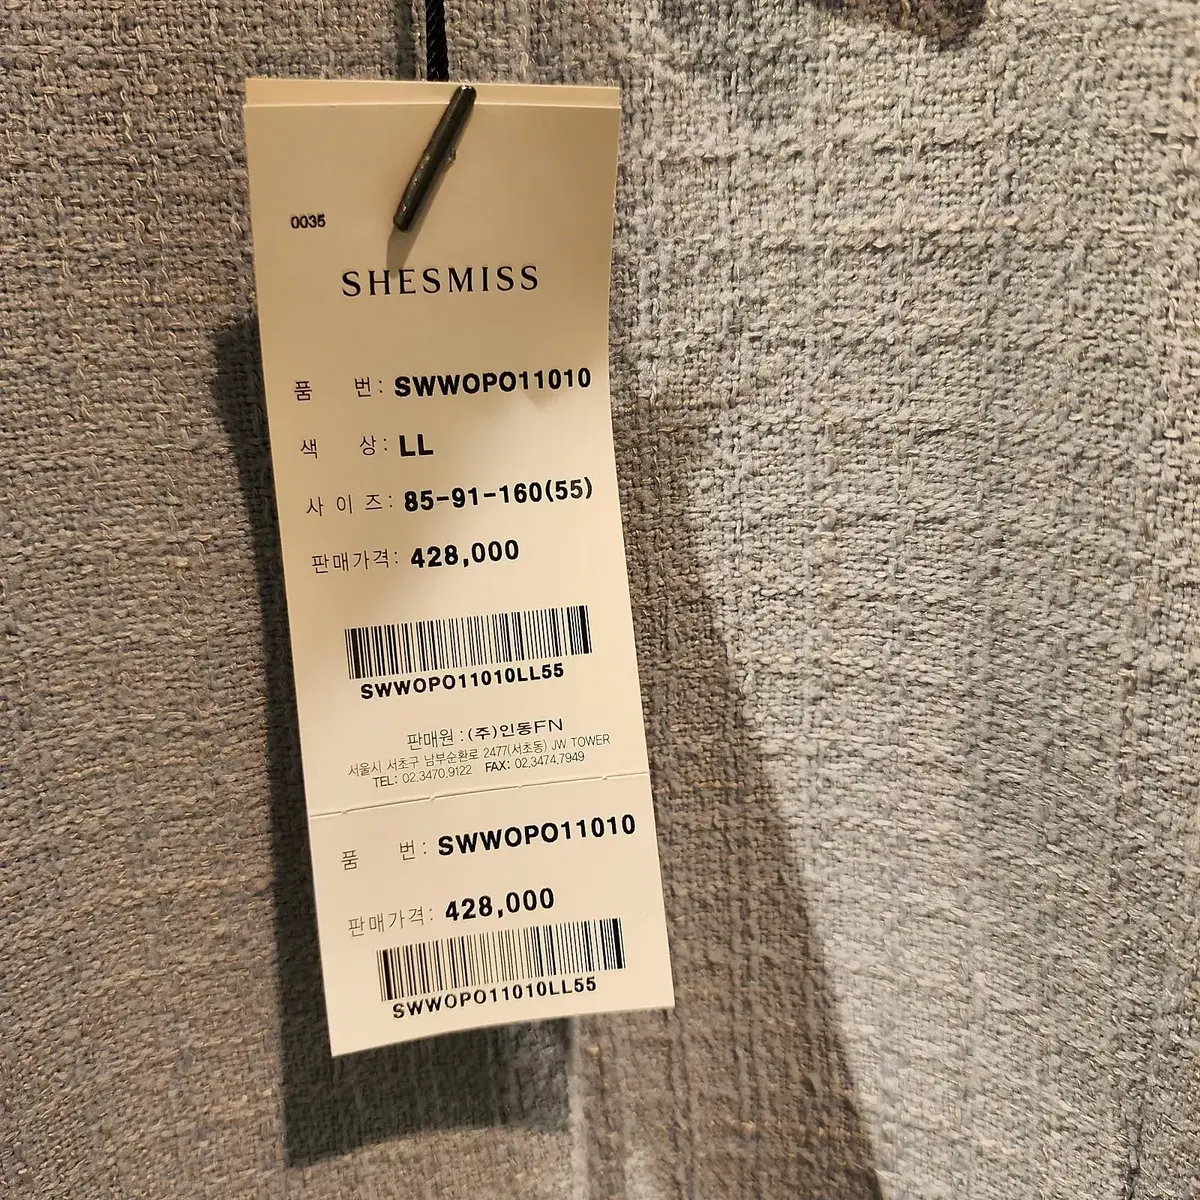 0035
SHESMISS
품 번: SWWOPO11010
색 상: LL
사 이 즈: 85-91-160(55)
판매가격: 428,000
SWWOPO11010LL55
판매원 : (주)인동FN
서울시 서초구 남부순환로 2477(서초동) JW TOWER
TEL: 02.3470.9122 FAX: 02.3474.7949
품 번: SWWOPO11010
판매가격: 428,000
SWWOPO11010LL55